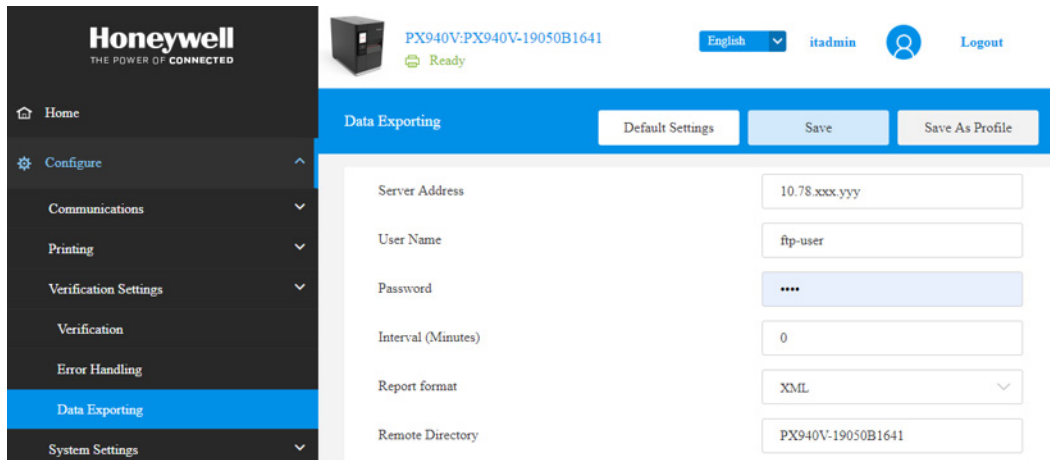 Honeywell
THE POWER OF CONNECTED
PX940V:PX940V-19050B1641
Ready
English
itadmin
Logout
Home
Configure
Communications
Printing
Verification Settings
Verification
Error Handling
Data Exporting
System Settings
Data Exporting
Default Settings
Save
Save As Profile
Server Address
10.78.xxx.yyy
User Name
ftp-user
Password
••••
Interval (Minutes)
0
Report format
XML
Remote Directory
PX940V-19050B1641